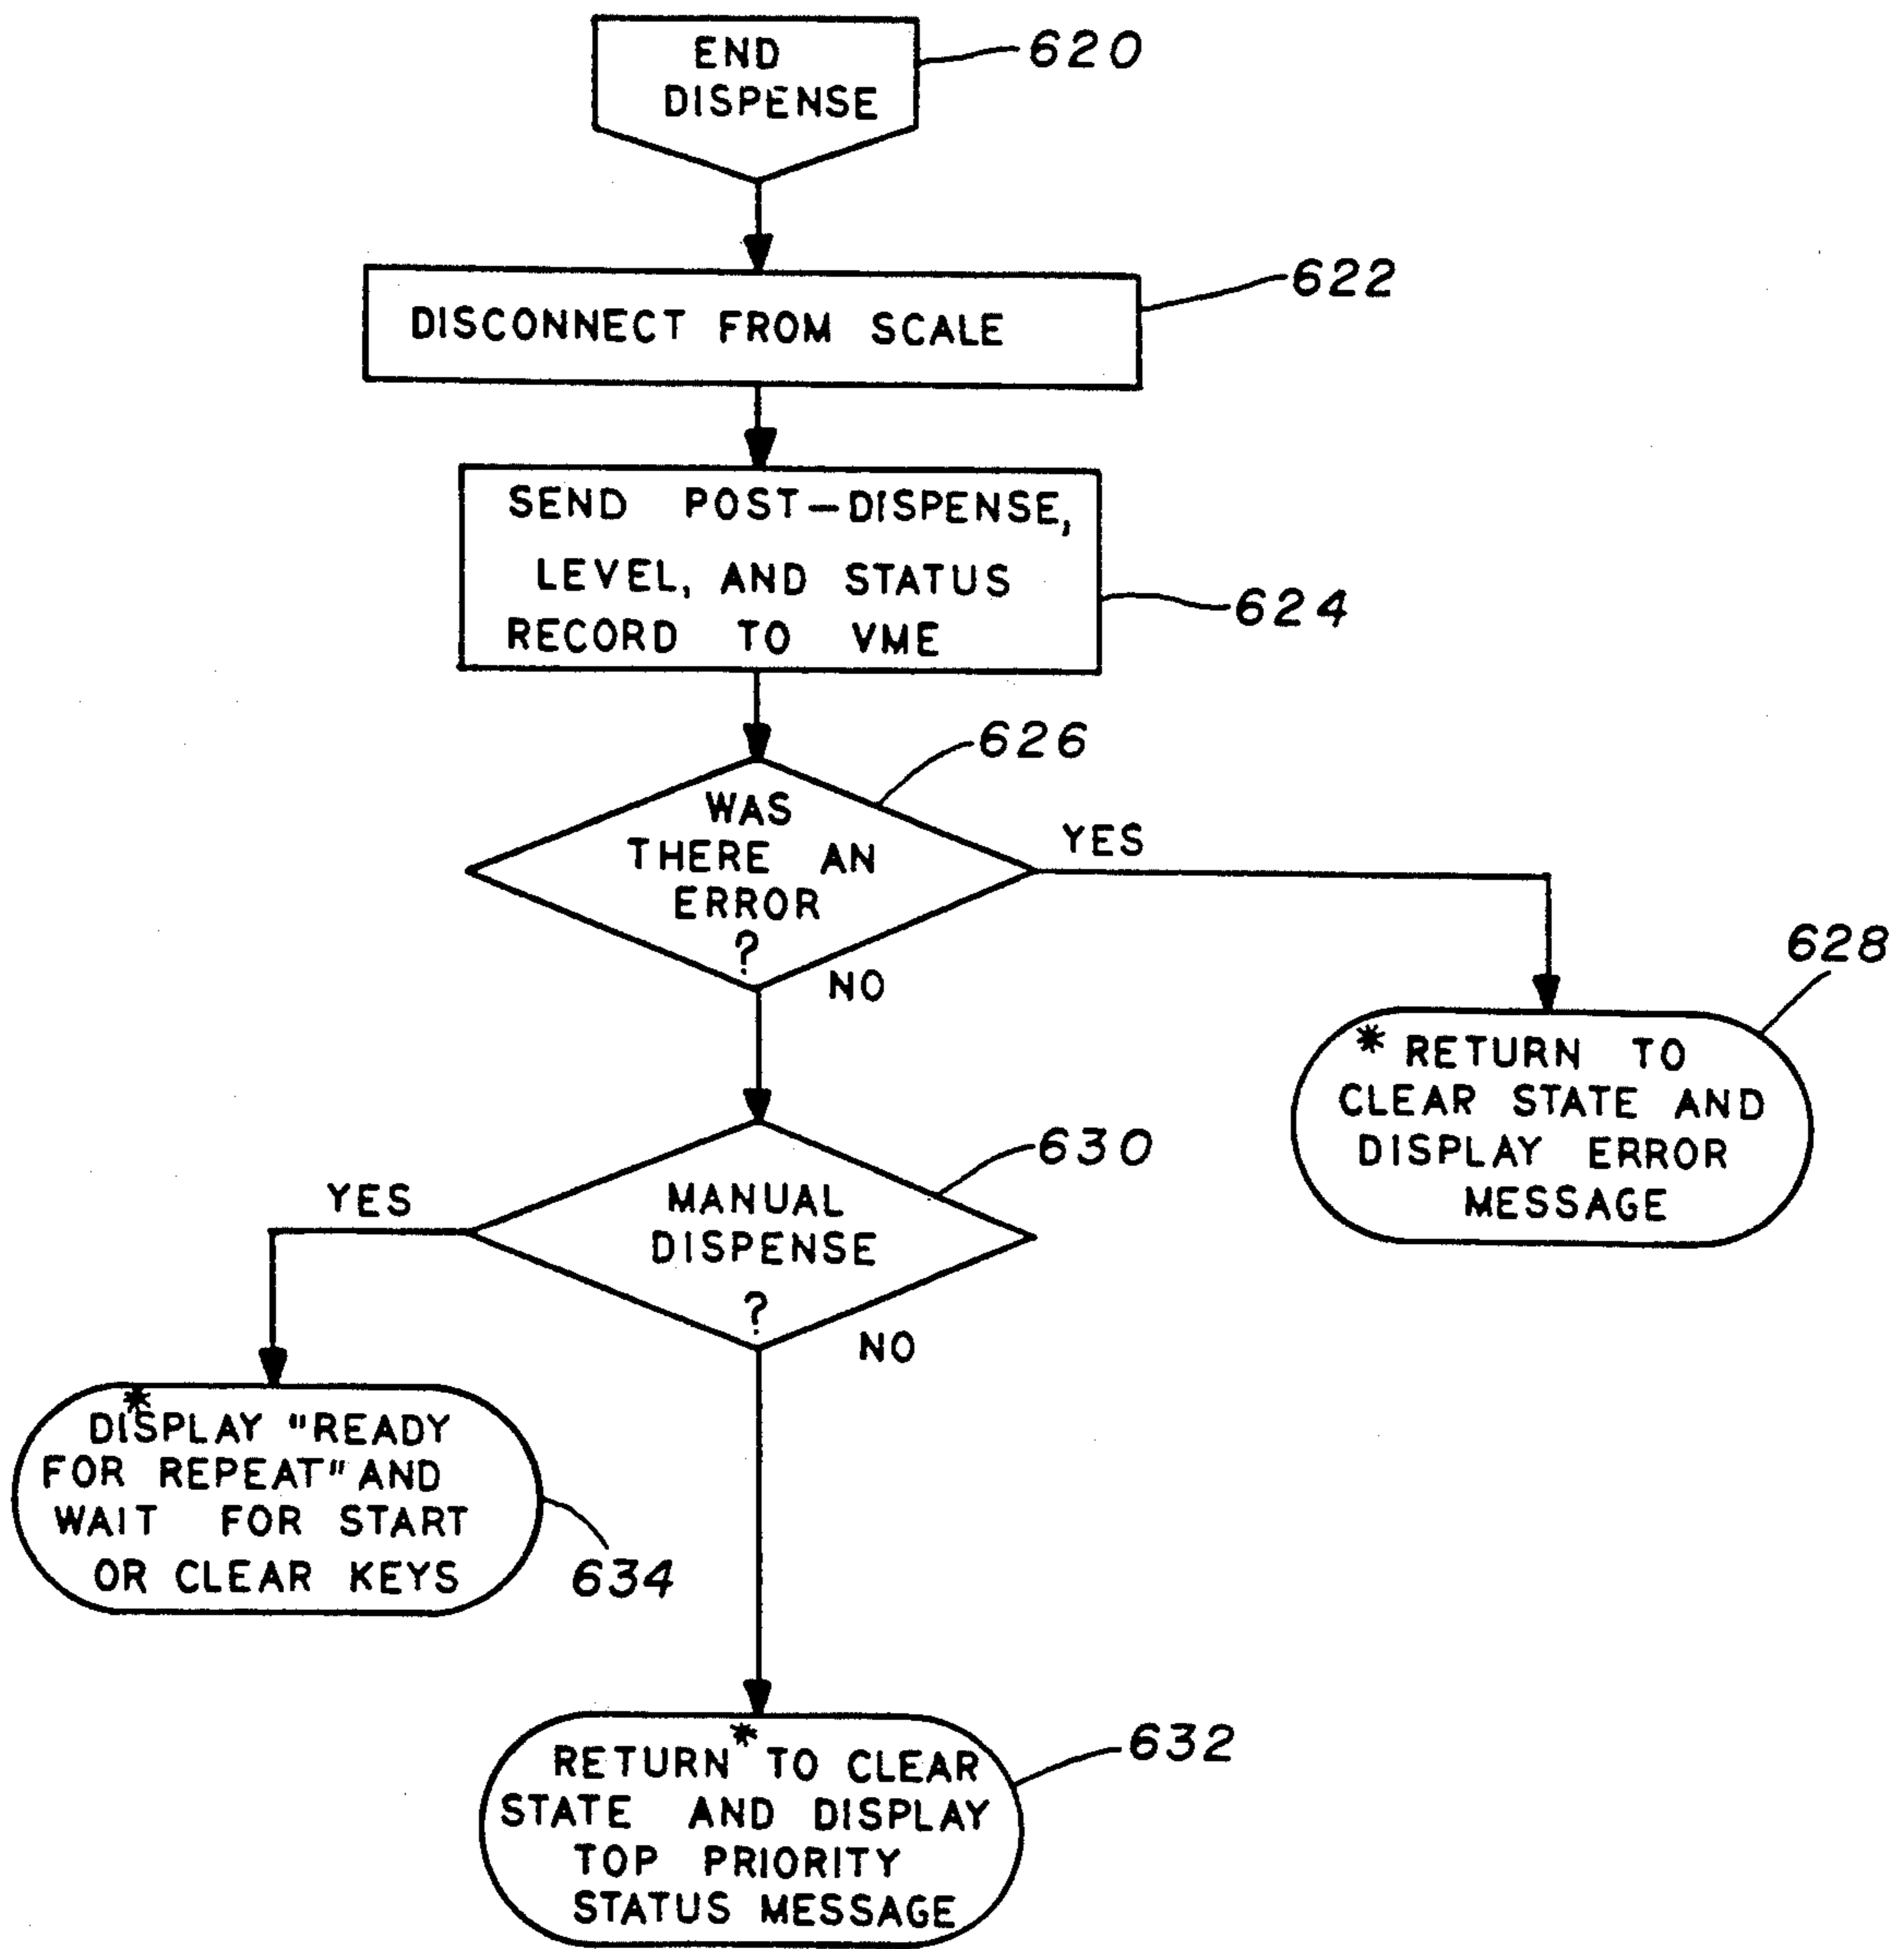 END
DISPENSE
620
DISCONNECT FROM SCALE
622
SEND POST-DISPENSE,
LEVEL, AND STATUS
RECORD TO VME
624
626
WAS
THERE AN
ERROR
?
YES
NO
628
* RETURN TO
CLEAR STATE AND
DISPLAY ERROR
MESSAGE
630
MANUAL
DISPENSE
?
YES
NO
*
DISPLAY "READY
FOR REPEAT" AND
WAIT FOR START
OR CLEAR KEYS
634
RETURN * TO CLEAR
STATE AND DISPLAY
TOP PRIORITY
STATUS MESSAGE
632